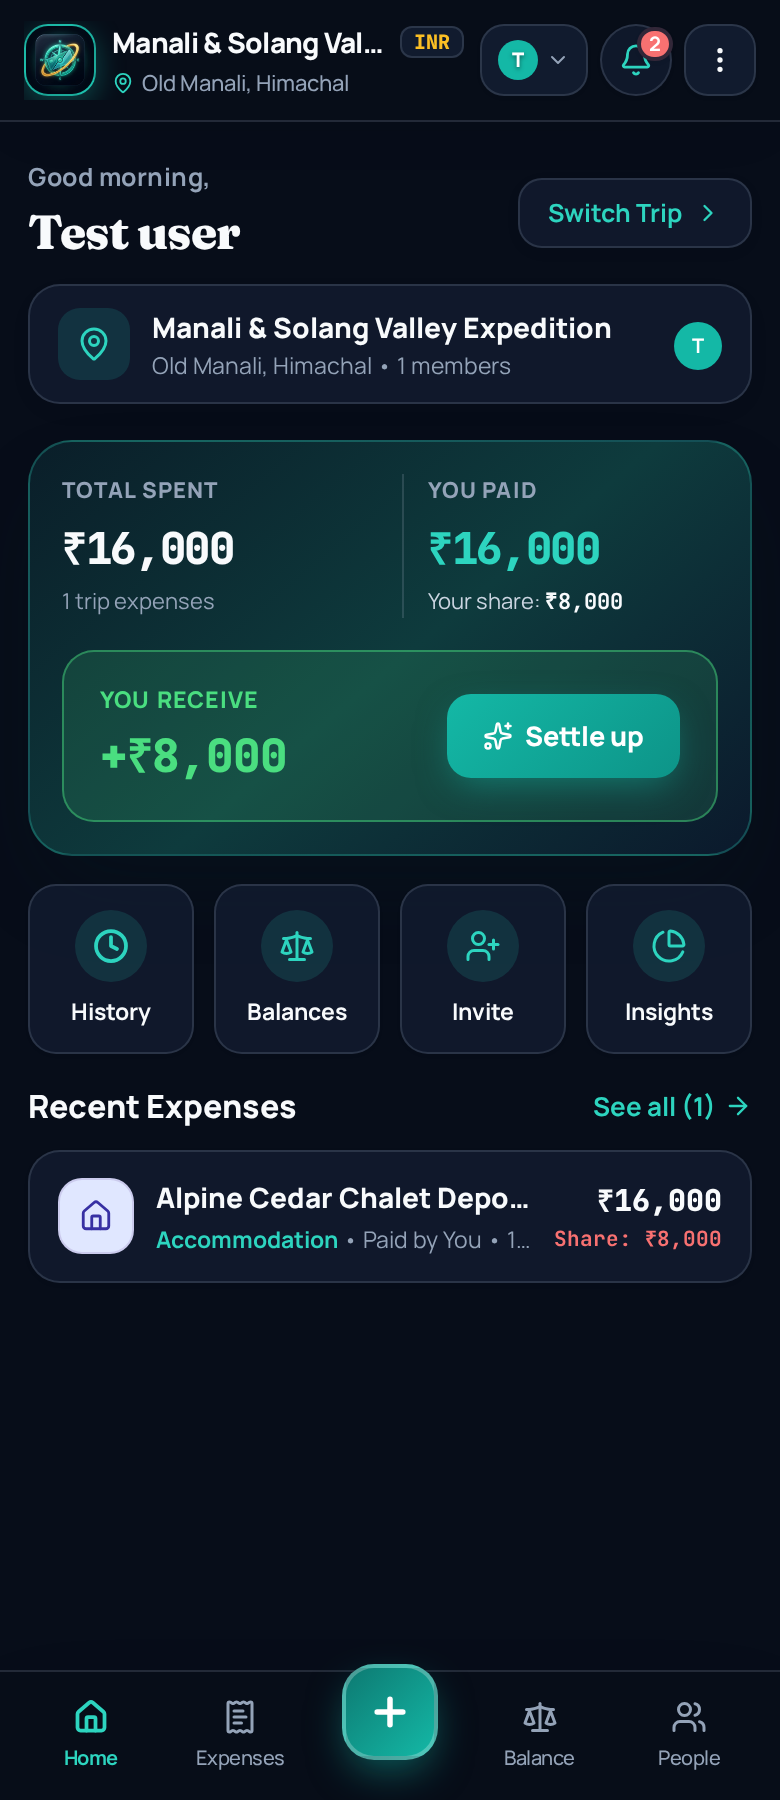 Manali & Solang Val... INR
Old Manali, Himachal
T
2
Good morning,
Test user
Switch Trip
Manali & Solang Valley Expedition
Old Manali, Himachal • 1 members
T
TOTAL SPENT
₹16,000
1 trip expenses
YOU PAID
₹16,000
Your share: ₹8,000
YOU RECEIVE
+₹8,000
Settle up
History
Balances
Invite
Insights
Recent Expenses
See all (1)
Alpine Cedar Chalet Depo...
₹16,000
Accommodation • Paid by You • 1...
Share: ₹8,000
Home
Expenses
Balance
People